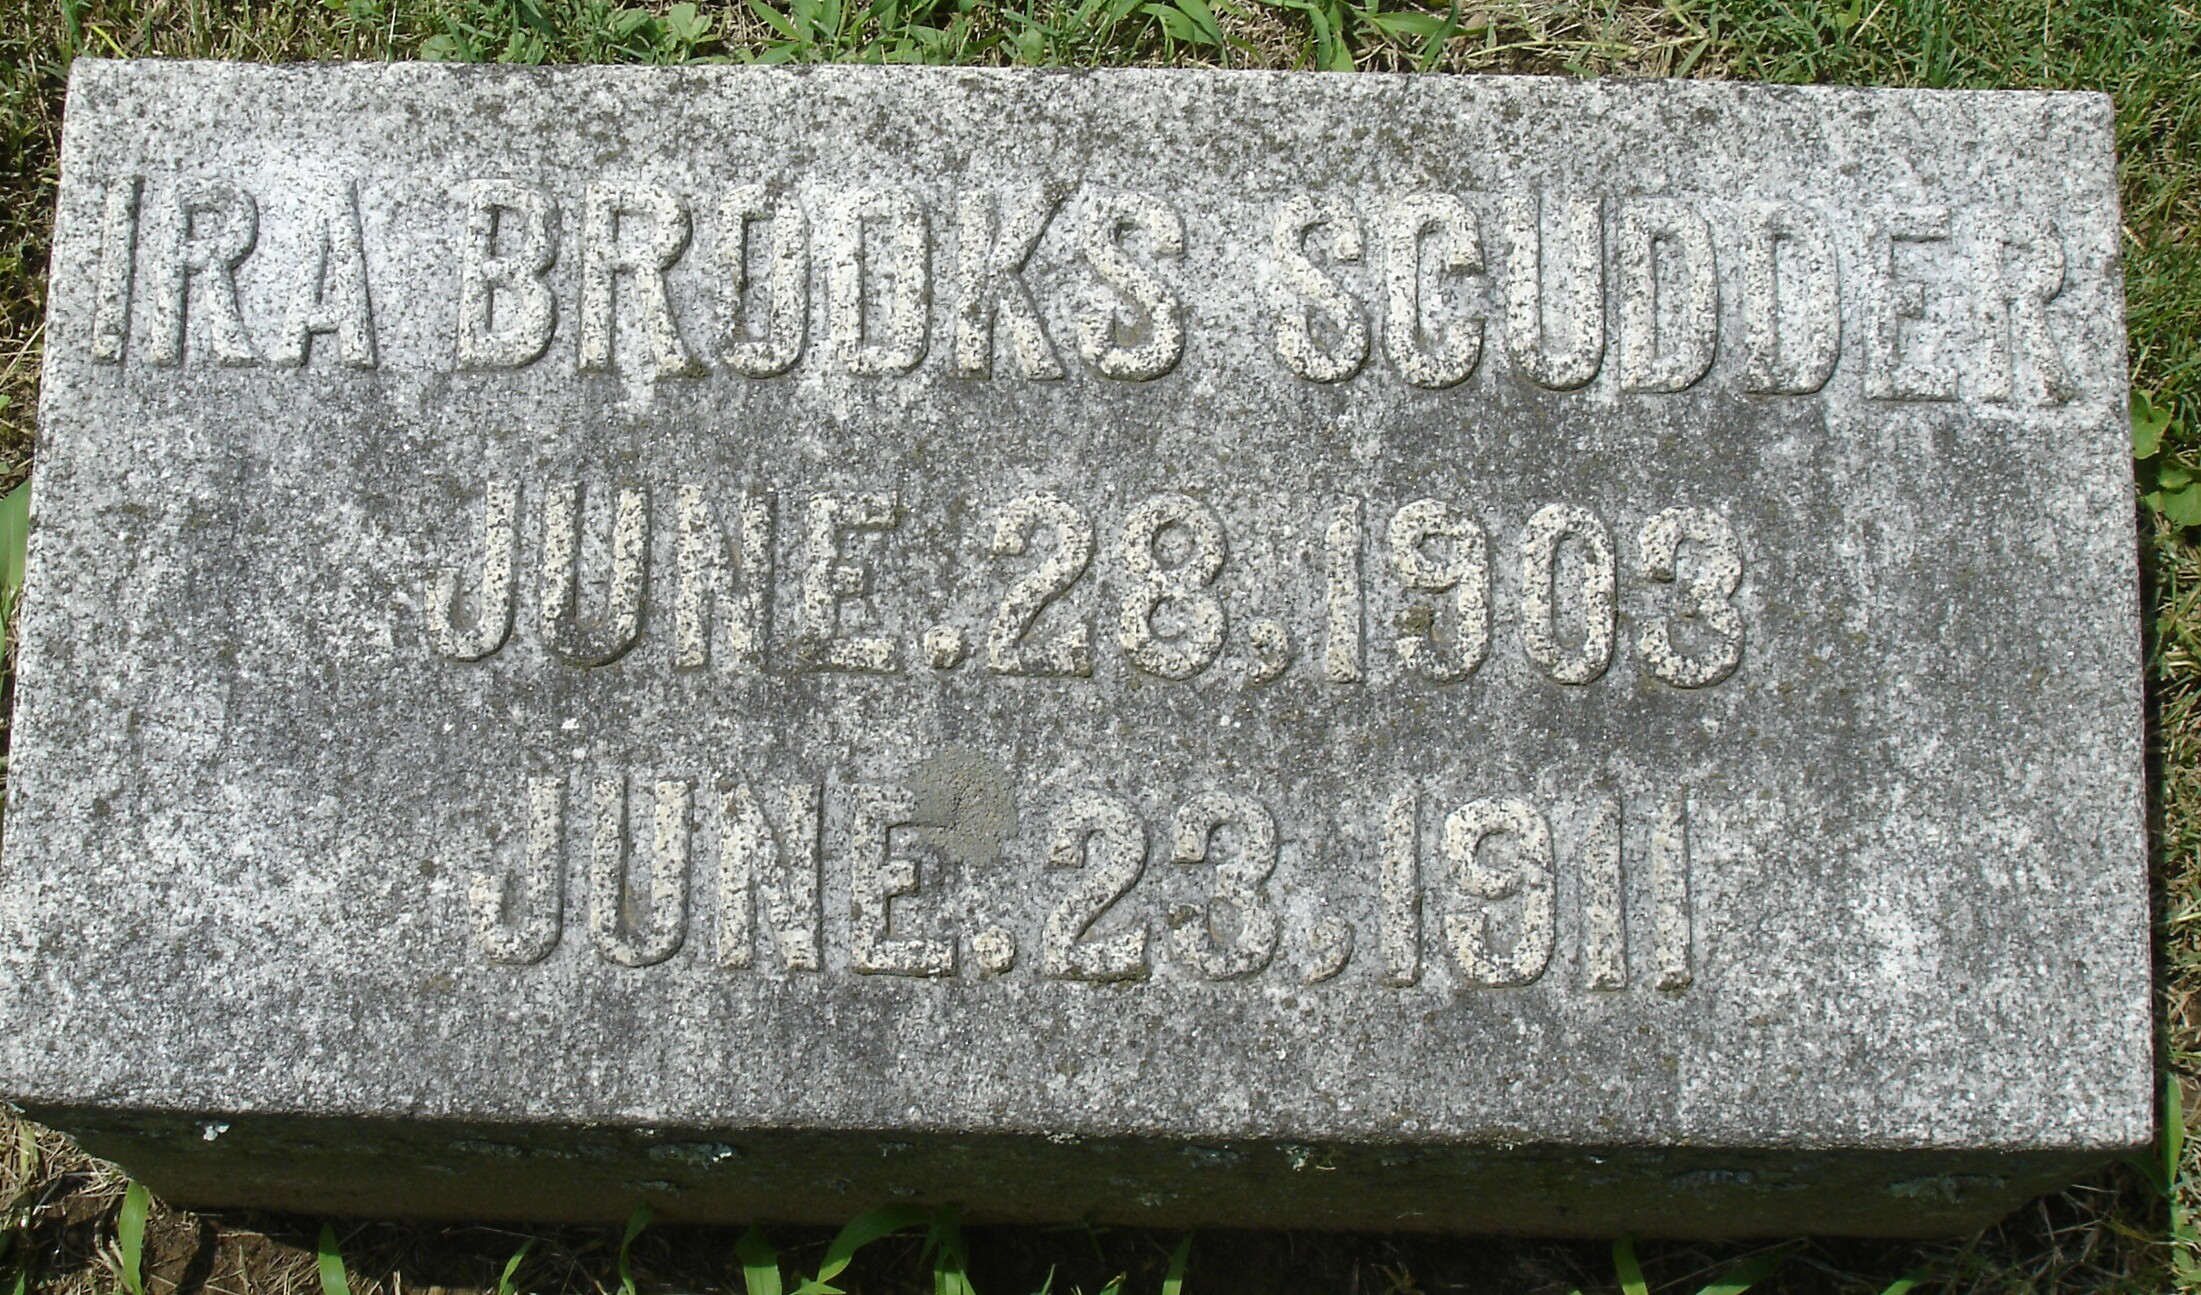 IRA BROOKS SCUDDER
JUNE.28,1903
JUNE.23,1911